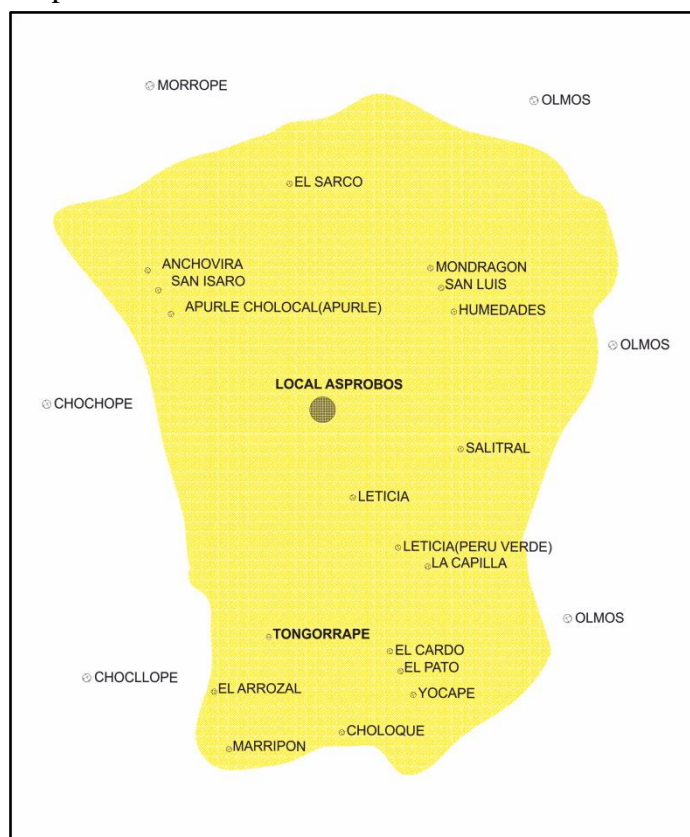 MORROPE
OLMOS
EL SARCO
ANCHOVIRA
MONDRAGON
SAN ISARO
SAN LUIS
APURLE CHOLOCAL(APURLE)
HUMEDADES
OLMOS
LOCAL ASPROBOS
CHOCHOPE
SALITRAL
LETICIA
LETICIA(PERU VERDE)
LA CAPILLA
OLMOS
TONGORRAPE
EL CARDO
EL PATO
CHOCLLOPE
EL ARROZAL
YOCAPE
CHOLOQUE
MARRIPON